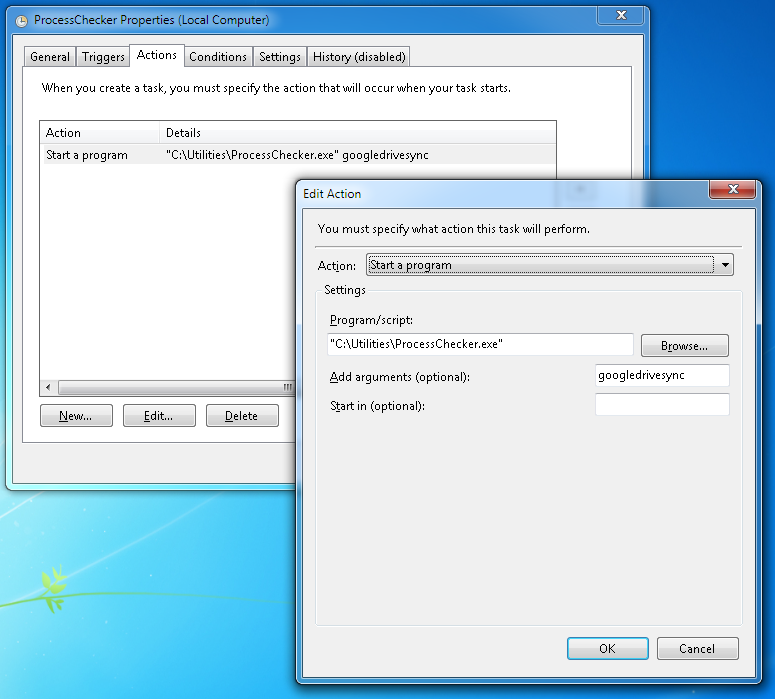 ProcessChecker Properties (Local Computer)
General Triggers Actions Conditions Settings History (disabled)
When you create a task, you must specify the action that will occur when your task starts.
Action Details
Start a program "C:\Utilities\ProcessChecker.exe" googledrivesync
New... Edit... Delete
Edit Action
You must specify what action this task will perform.
Action: Start a program
Settings
Program/script:
"C:\Utilities\ProcessChecker.exe" Browse...
Add arguments (optional): googledrivesync
Start in (optional):
OK Cancel